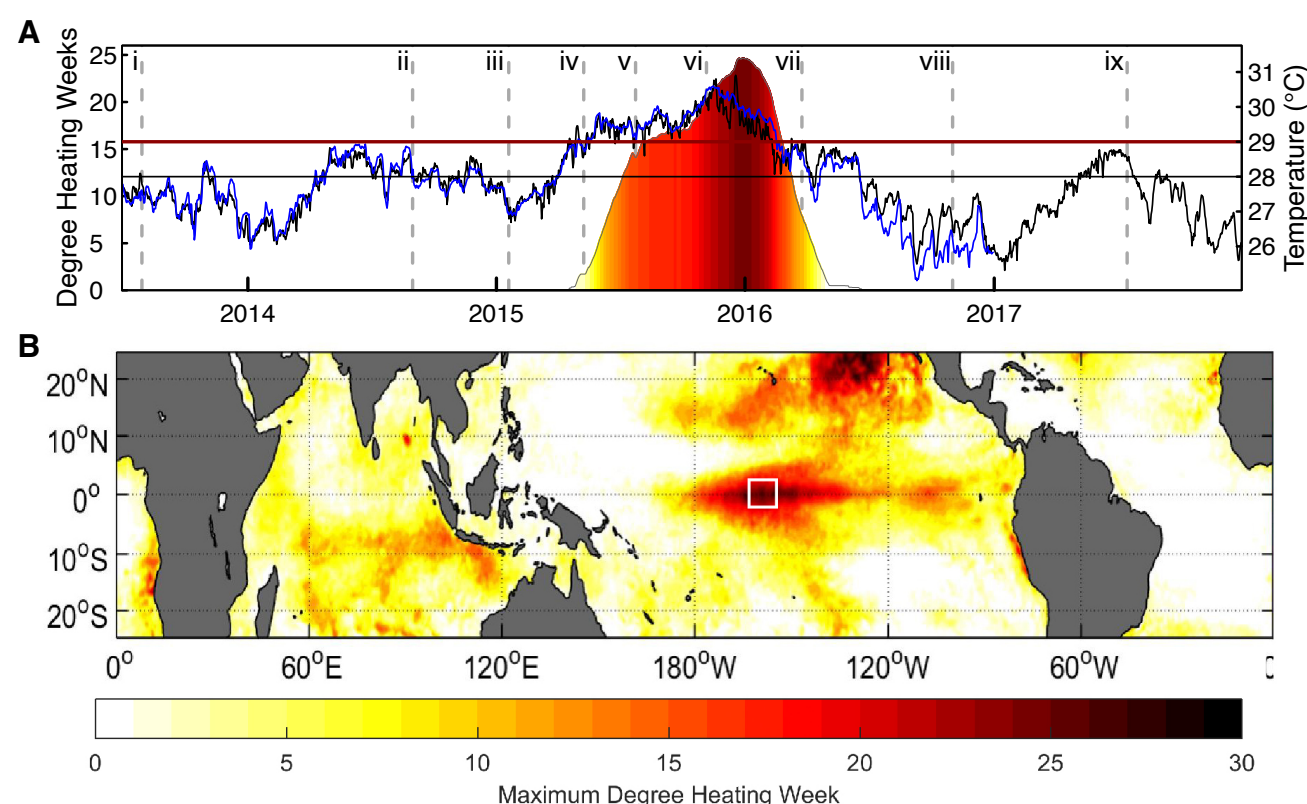 A
Degree Heating Weeks
25
20
15
10
5
0
i
ii
iii
iv
v
vi
vii
viii
ix
31
30
29
28
27
26
Temperature (°C)
2014
2015
2016
2017
B
20°N
10°N
0°
10°S
20°S
0°
60°E
120°E
180°W
120°W
60°W
0
5
10
15
20
25
30
Maximum Degree Heating Week